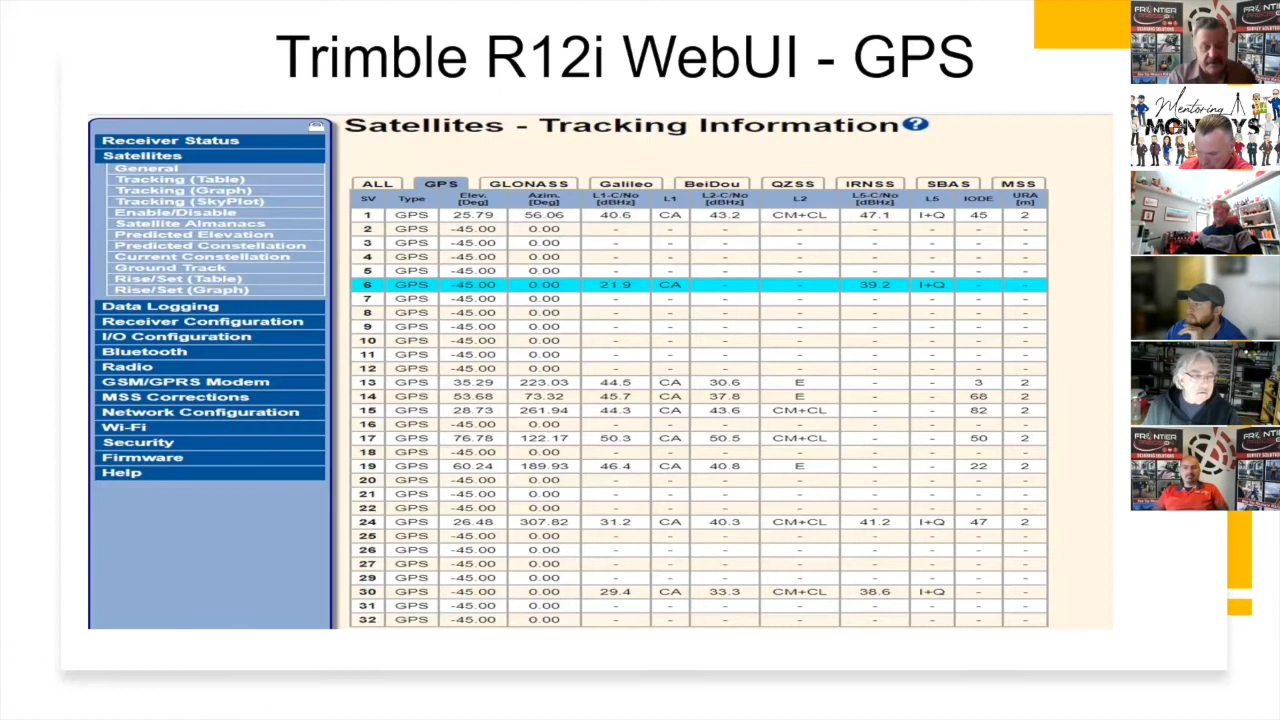 Trimble R12i WebUI - GPS
Receiver Status
Satellites
General
Tracking (Table)
Tracking (Graph)
Tracking (SkyPlot)
Enable/Disable
Satellite Almanacs
Predicted Elevation
Predicted Constellation
Current Constellation
Ground Track
Rise/Set (Table)
Rise/Set (Graph)
Data Logging
Receiver Configuration
I/O Configuration
Bluetooth
Radio
GSM/GPRS Modem
MSS Corrections
Network Configuration
Wi-Fi
Security
Firmware
Help
Satellites - Tracking Information ?
ALL GPS GLONASS Galileo BeiDou QZSS IRNSS SBAS MSS
SV Type Elev. [Deg] Azim. [Deg] L1-C/No [dBHz] L1 L2-C/No [dBHz] L2 L5-C/No [dBHz] L5 IODE URA [m]
1 GPS 25.79 56.06 40.6 CA 43.2 CM+CL 47.1 I+Q 45 2
2 GPS -45.00 0.00 - - - - - - - -
3 GPS -45.00 0.00 - - - - - - - -
4 GPS -45.00 0.00 - - - - - - - -
5 GPS -45.00 0.00 - - - - - - - -
6 GPS -45.00 0.00 21.9 CA - - 39.2 I+Q - -
7 GPS -45.00 0.00 - - - - - - - -
8 GPS -45.00 0.00 - - - - - - - -
9 GPS -45.00 0.00 - - - - - - - -
10 GPS -45.00 0.00 - - - - - - - -
11 GPS -45.00 0.00 - - - - - - - -
12 GPS -45.00 0.00 - - - - - - - -
13 GPS 35.29 223.03 44.5 CA 30.6 E - - 3 2
14 GPS 53.68 73.32 45.7 CA 37.8 E - - 68 2
15 GPS 28.73 261.94 44.3 CA 43.6 CM+CL - - 82 2
16 GPS -45.00 0.00 - - - - - - - -
17 GPS 76.78 122.17 50.3 CA 50.5 CM+CL - - 50 2
18 GPS -45.00 0.00 - - - - - - - -
19 GPS 60.24 189.93 46.4 CA 40.8 E - - 22 2
20 GPS -45.00 0.00 - - - - - - - -
21 GPS -45.00 0.00 - - - - - - - -
22 GPS -45.00 0.00 - - - - - - - -
24 GPS 26.48 307.82 31.2 CA 40.3 CM+CL 41.2 I+Q 47 2
25 GPS -45.00 0.00 - - - - - - - -
26 GPS -45.00 0.00 - - - - - - - -
27 GPS -45.00 0.00 - - - - - - - -
29 GPS -45.00 0.00 - - - - - - - -
30 GPS -45.00 0.00 29.4 CA 33.3 CM+CL 38.6 I+Q - -
31 GPS -45.00 0.00 - - - - - - - -
32 GPS -45.00 0.00 - - - - - - - -
FRONTIER
Mentoring
FRONTIER